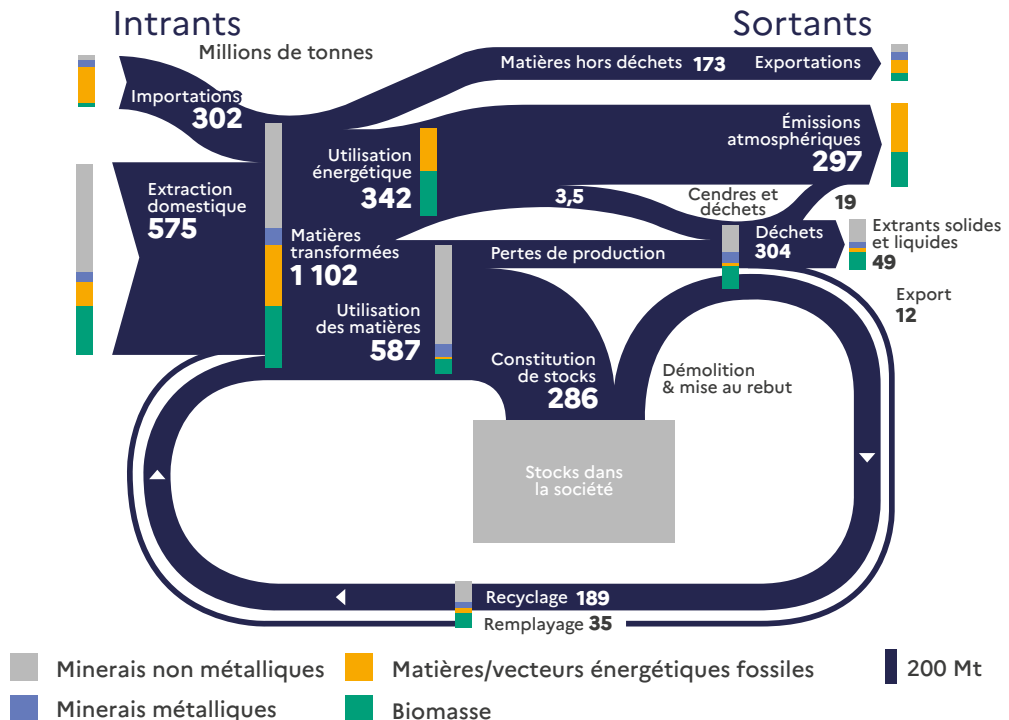 Intrants
Sortants
Millions de tonnes
Matières hors déchets 173 Exportations
Importations
302
Émissions
atmosphériques
297
Utilisation
énergétique
342
Extraction
domestique
575
3,5
Cendres et
déchets
19
Matières
transformées
1 102
Pertes de production
Déchets
304
Extrants solides
et liquides
49
Export
12
Utilisation
des matières
587
Constitution
de stocks
286
Démolition
& mise au rebut
Stocks dans
la société
Recyclage 189
Remplayage 35
Minerais non métalliques
Matières/vecteurs énergétiques fossiles
200 Mt
Minerais métalliques
Biomasse